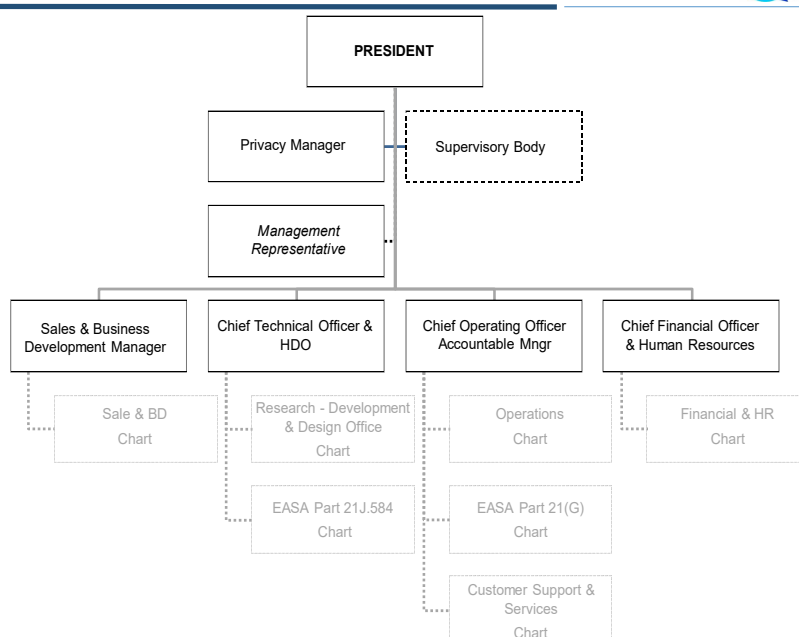 PRESIDENT
Privacy Manager
Supervisory Body
Management
Representative
Sales & Business
Development Manager
Chief Technical Officer &
HDO
Chief Operating Officer
Accountable Mngr
Chief Financial Officer
& Human Resources
Sale & BD
Chart
Research - Development
& Design Office
Chart
Operations
Chart
Financial & HR
Chart
EASA Part 21J.584
Chart
EASA Part 21(G)
Chart
Customer Support &
Services
Chart